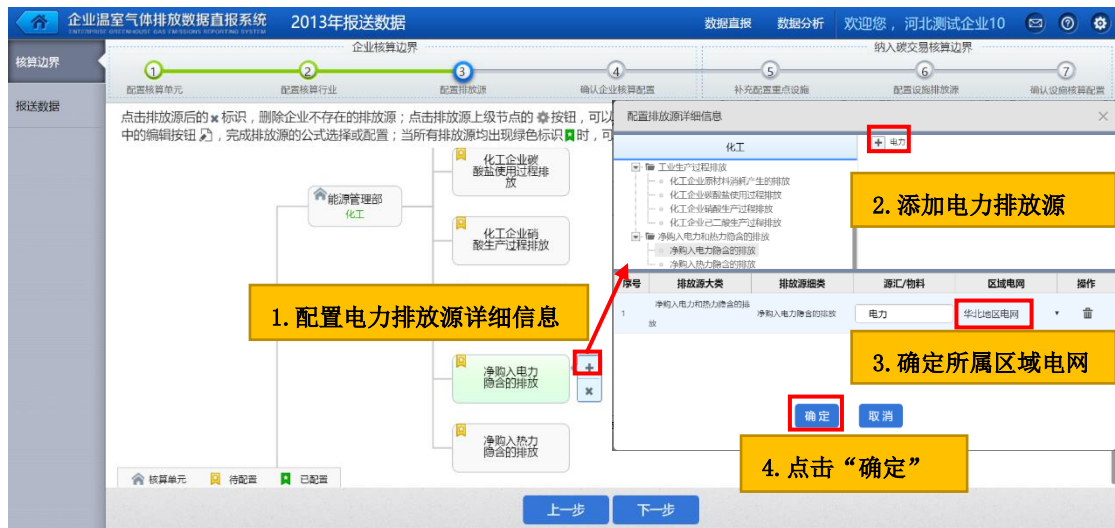 企业温室气体排放数据直报系统
ENTERPRISE GREENHOUSE GAS EMISSIONS REPORTING SYSTEM
2013年报送数据
数据直报 数据分析 欢迎您，河北测试企业10
核算边界
报送数据
企业核算边界
纳入碳交易核算边界
1 2 3 4 5 6 7
配置核算单元 配置核算行业 配置排放源 确认企业核算配置 补充配置重点设施 配置设施排放源 确认设施核算配置
点击排放源后的 标识，删除企业不存在的排放源；点击排放源上级节点的 按钮，可以
中的编辑按钮 ，完成排放源的公式选择或配置；当所有排放源均出现绿色标识 时，可
能源管理部
化工
化工企业碳
酸盐使用过程排
放
化工企业硝
酸生产过程排放
1.配置电力排放源详细信息
净购入电力
隐含的排放
净购入热力
隐含的排放
核算单元 待配置 已配置
上一步 下一步
配置排放源详细信息
化工
工业生产过程排放
化工企业原材料消耗产生的排放
化工企业碳酸盐使用过程排放
化工企业硝酸生产过程排放
化工企业己二酸生产过程排放
净购入电力和热力隐含的排放
净购入电力隐含的排放
净购入热力隐含的排放
电力
2.添加电力排放源
序号 排放源大类 排放源细类 源汇/物料 区域电网 操作
1 净购入电力和热力隐含的排
放
净购入电力隐含的排放 电力 华北地区电网
3.确定所属区域电网
确定 取消
4.点击“确定”